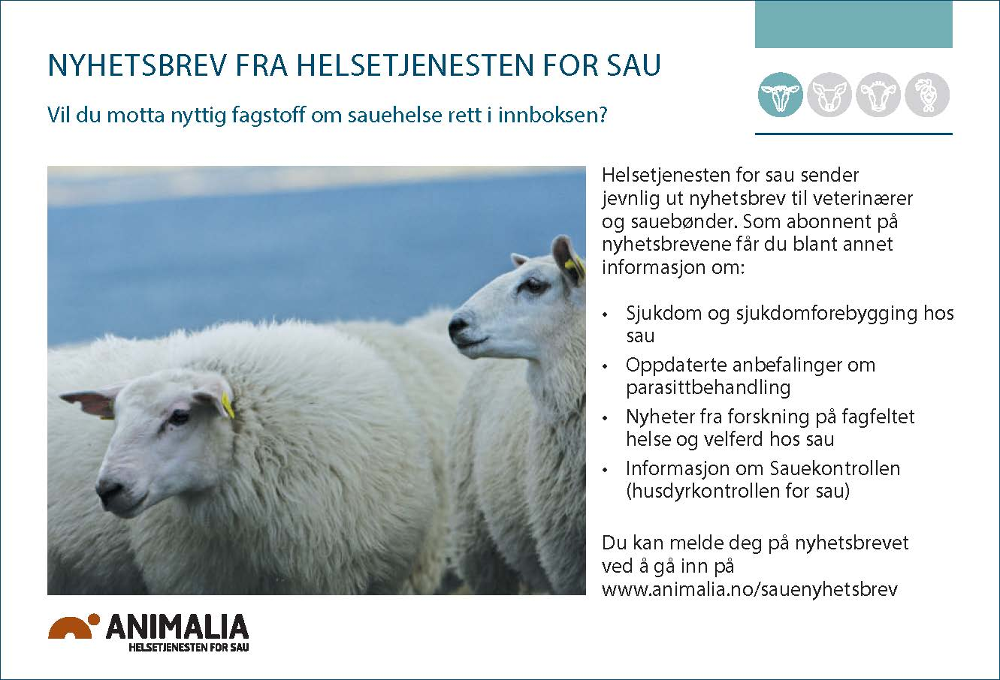 NYHETSBREV FRA HELSETJENESTEN FOR SAU
Vil du motta nyttig fagstoff om sauehelse rett i innboksen?
Helsetjenesten for sau sender
jevnlig ut nyhetsbrev til veterinærer
og sauebønder. Som abonnent på
nyhetsbrevene får du blant annet
informasjon om:
• Sjukdom og sjukdomforebygging hos
sau
• Oppdaterte anbefalinger om
parasittbehandling
• Nyheter fra forskning på fagfeltet
helse og velferd hos sau
• Informasjon om Sauekontrollen
(husdyrkontrollen for sau)
Du kan melde deg på nyhetsbrevet
ved å gå inn på
www.animalia.no/sauenyhetsbrev
ANIMALIA
HELSETJENESTEN FOR SAU